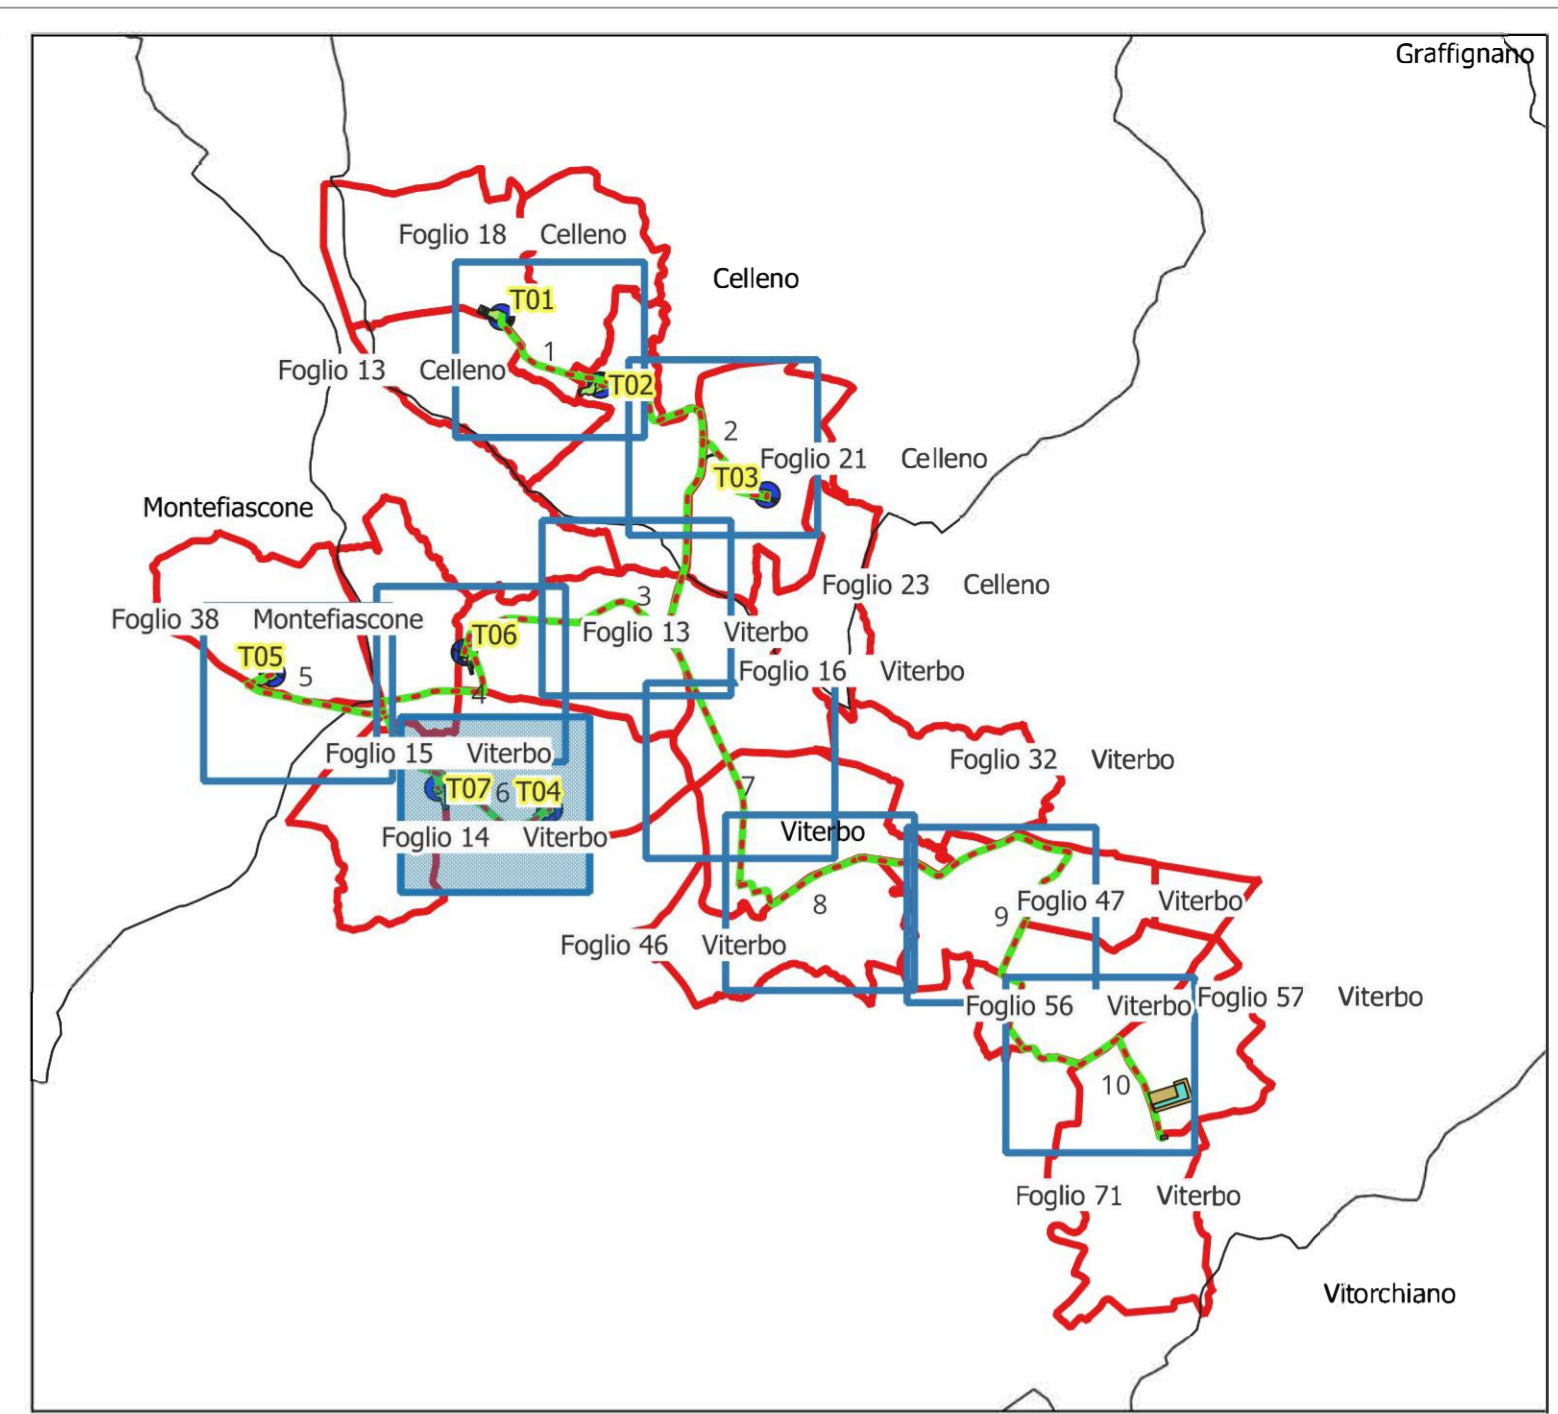 Graffignano
Foglio 18 Celleno
Celleno
T01
1
Foglio 13 Celleno
T02
2
Foglio 21 Celleno
T03
Montefiascone
Foglio 23 Celleno
3
Foglio 38 Montefiascone
T06
Foglio 13 Viterbo
T05
5
Foglio 16 Viterbo
4
Foglio 15 Viterbo
Foglio 32 Viterbo
T07 6 T04
7
Foglio 14 Viterbo
Viterbo
8
Foglio 47 Viterbo
9
Foglio 46 Viterbo
Foglio 56 Viterbo
Foglio 57 Viterbo
10
Foglio 71 Viterbo
Vitorchiano